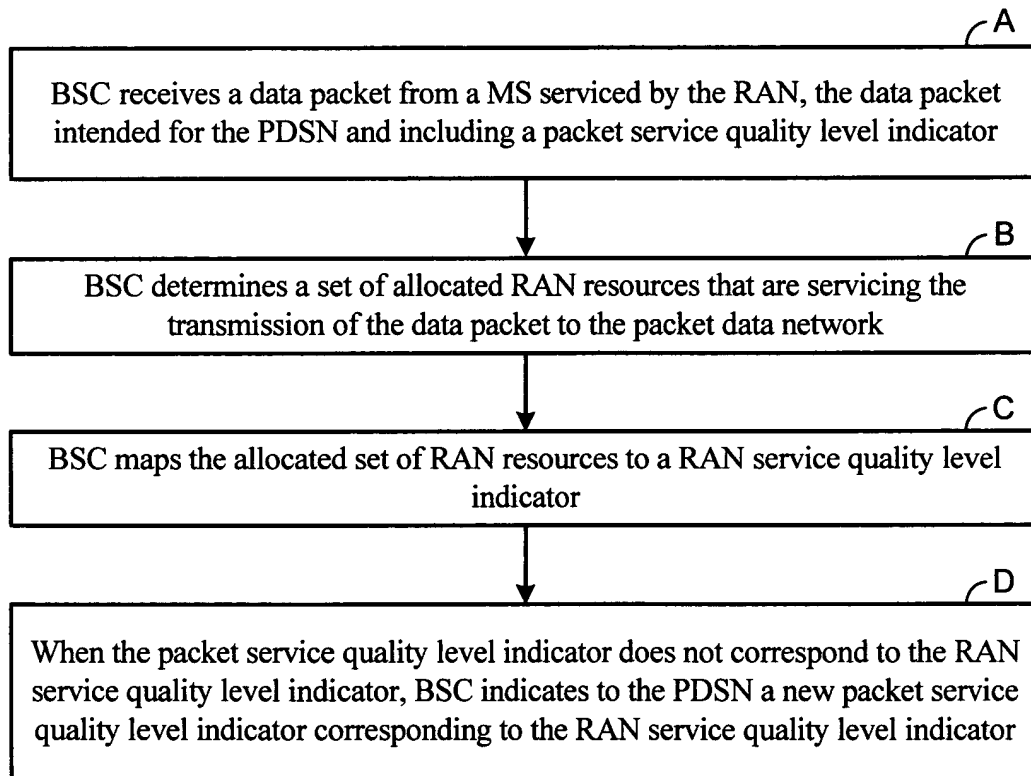 A
BSC receives a data packet from a MS serviced by the RAN, the data packet
intended for the PDSN and including a packet service quality level indicator
B
BSC determines a set of allocated RAN resources that are servicing the
transmission of the data packet to the packet data network
C
BSC maps the allocated set of RAN resources to a RAN service quality level
indicator
D
When the packet service quality level indicator does not correspond to the RAN
service quality level indicator, BSC indicates to the PDSN a new packet service
quality level indicator corresponding to the RAN service quality level indicator